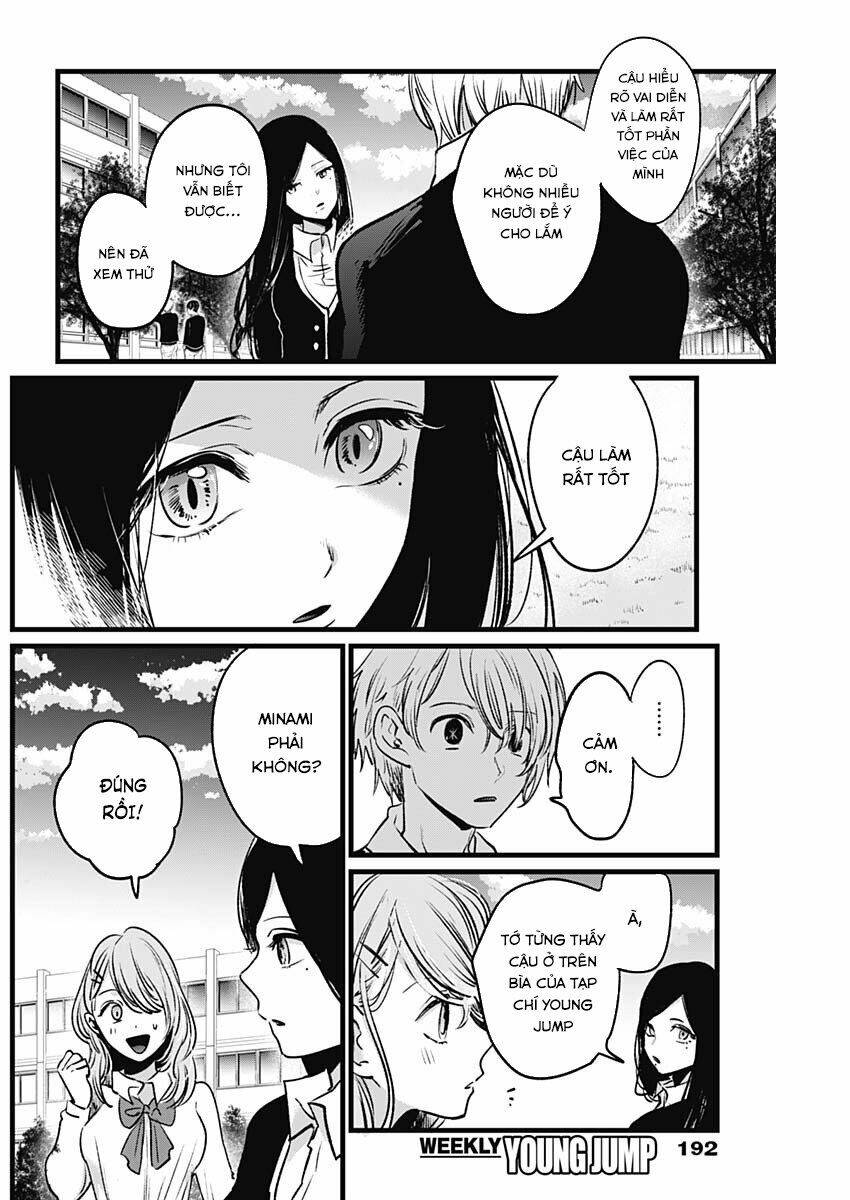 CẬU HIỂU
RÕ VAI DIỄN
VÀ LÀM RẤT
TỐT PHẦN
VIỆC CỦA
MÌNH
MẶC DÙ
KHÔNG NHIỀU
NGƯỜI ĐỂ Ý
CHO LẮM
NHƯNG TÔI
VẪN BIẾT
ĐƯỢC...
NÊN ĐÃ
XEM THỬ
CẬU LÀM
RẤT TỐT
......
CẢM
ƠN.
À,
TỚ TỪNG THẤY
CẬU Ở TRÊN
BÌA CỦA TẠP
CHÍ YOUNG
JUMP
MINAMI
PHẢI
KHÔNG?
ĐÚNG
RỒI!
WEEKLY YOUNG JUMP 192